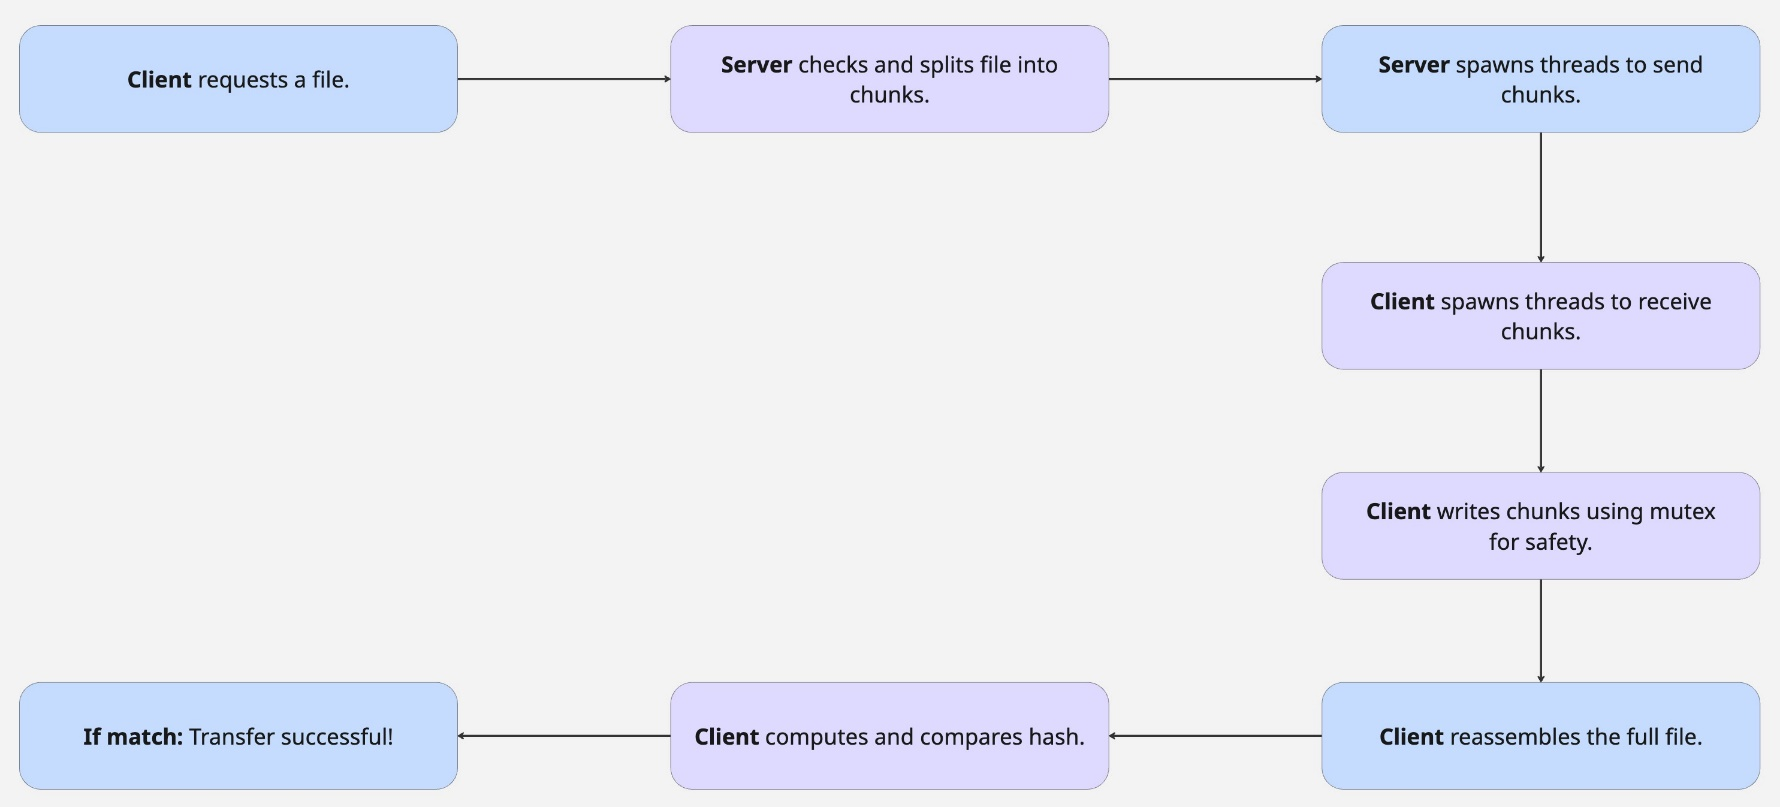 Client requests a file.
Server checks and splits file into
chunks.
Server spawns threads to send
chunks.
Client spawns threads to receive
chunks.
Client writes chunks using mutex
for safety.
Client reassembles the full file.
Client computes and compares hash.
If match: Transfer successful!